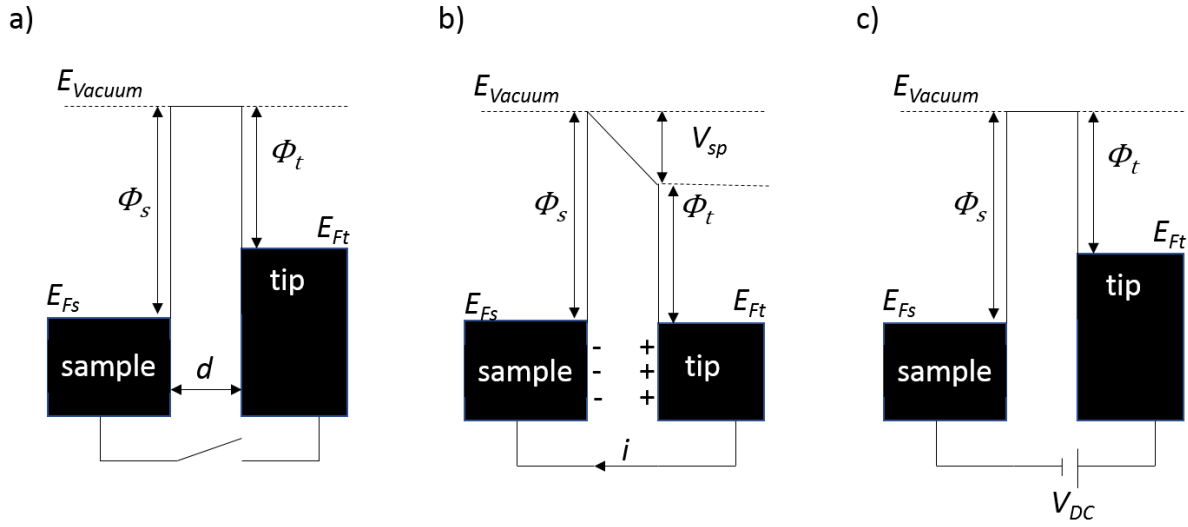 a)
E_Vacuum
Φ_s
Φ_t
E_Ft
tip
E_Fs
sample
d
b)
E_Vacuum
V_sp
Φ_s
Φ_t
E_Fs
E_Ft
- +
sample - + tip
- +
i
c)
E_Vacuum
Φ_t
Φ_s
E_Ft
tip
E_Fs
sample
V_DC